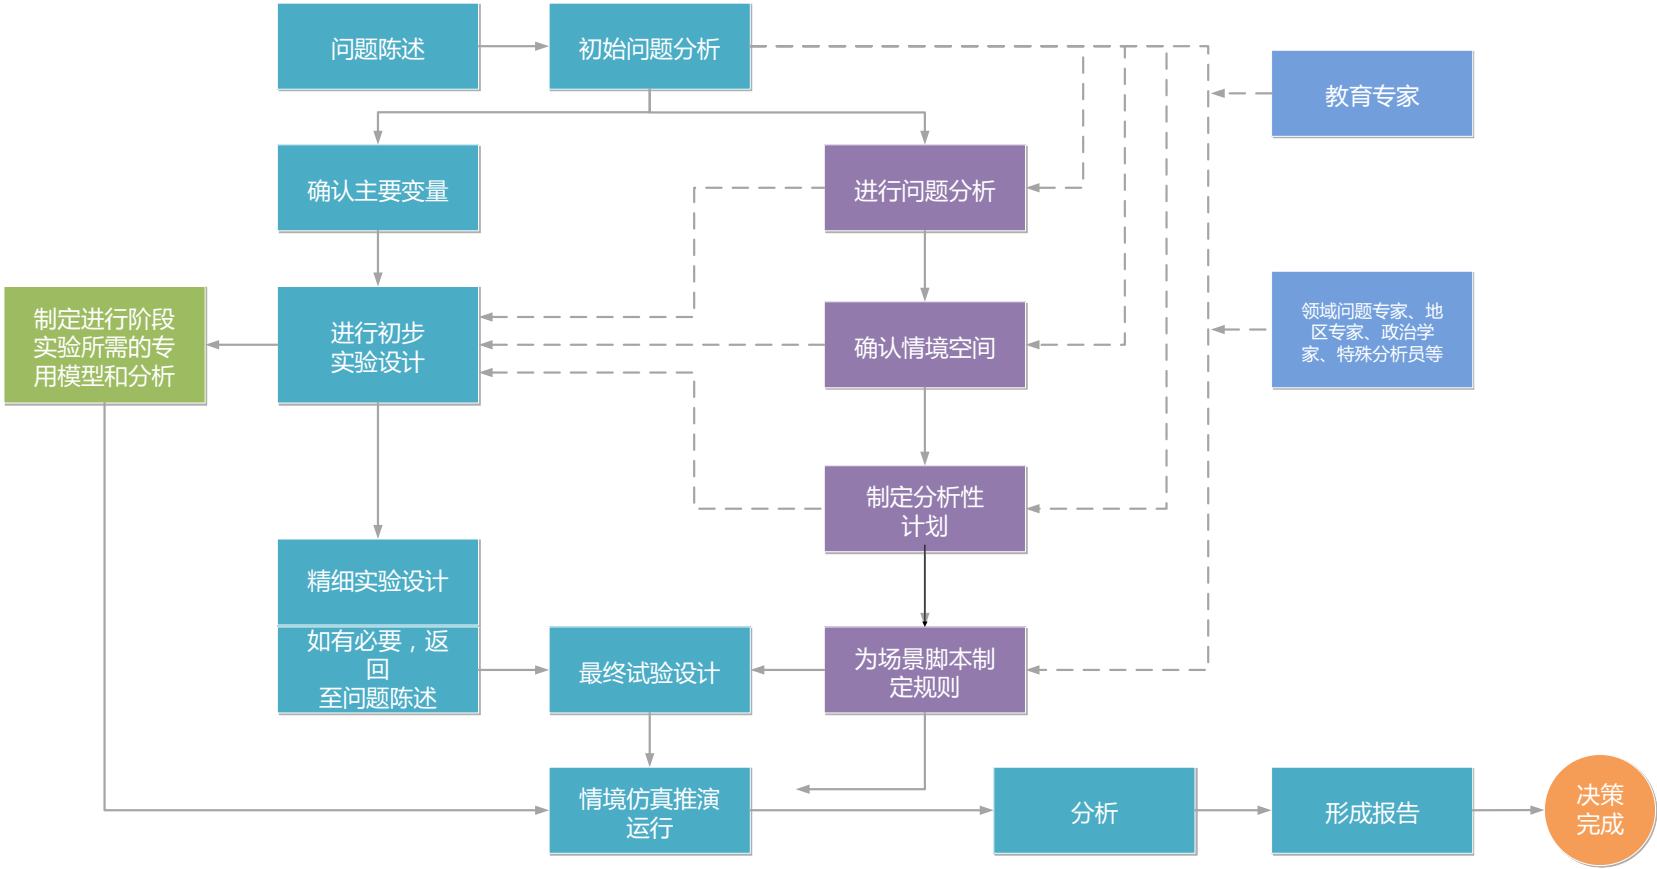 问题陈述
初始问题分析
教育专家
确认主要变量
进行问题分析
制定进行阶段
实验所需的专
用模型和分析
进行初步
实验设计
确认情境空间
领域问题专家、地
区专家、政治学
家、特殊分析员等
制定分析性
计划
精细实验设计
如有必要，返
回
至问题陈述
最终试验设计
为场景脚本制
定规则
情境仿真推演
运行
分析
形成报告
决策
完成